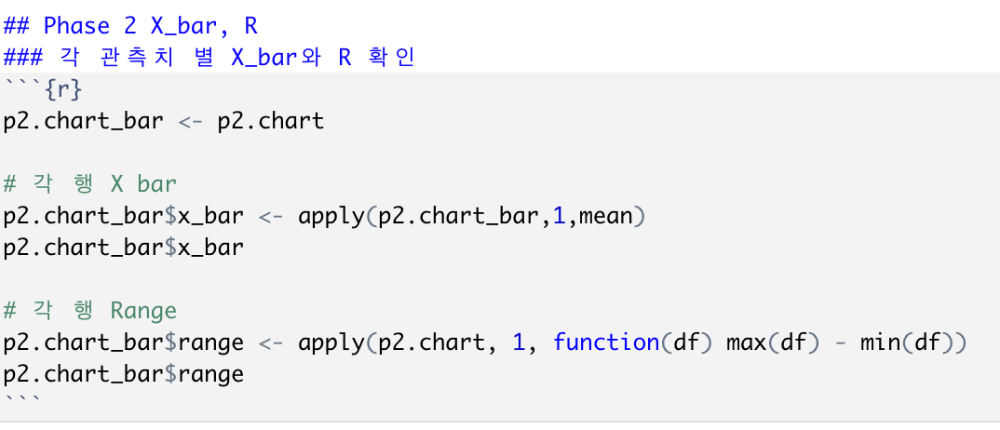 ## Phase 2 X_bar, R
### 각 관측치 별 X_bar와 R 확인
```{r}
p2.chart_bar <- p2.chart
# 각 행 X bar
p2.chart_bar$x_bar <- apply(p2.chart_bar,1,mean)
p2.chart_bar$x_bar
# 각 행 Range
p2.chart_bar$range <- apply(p2.chart, 1, function(df) max(df) - min(df))
p2.chart_bar$range
```